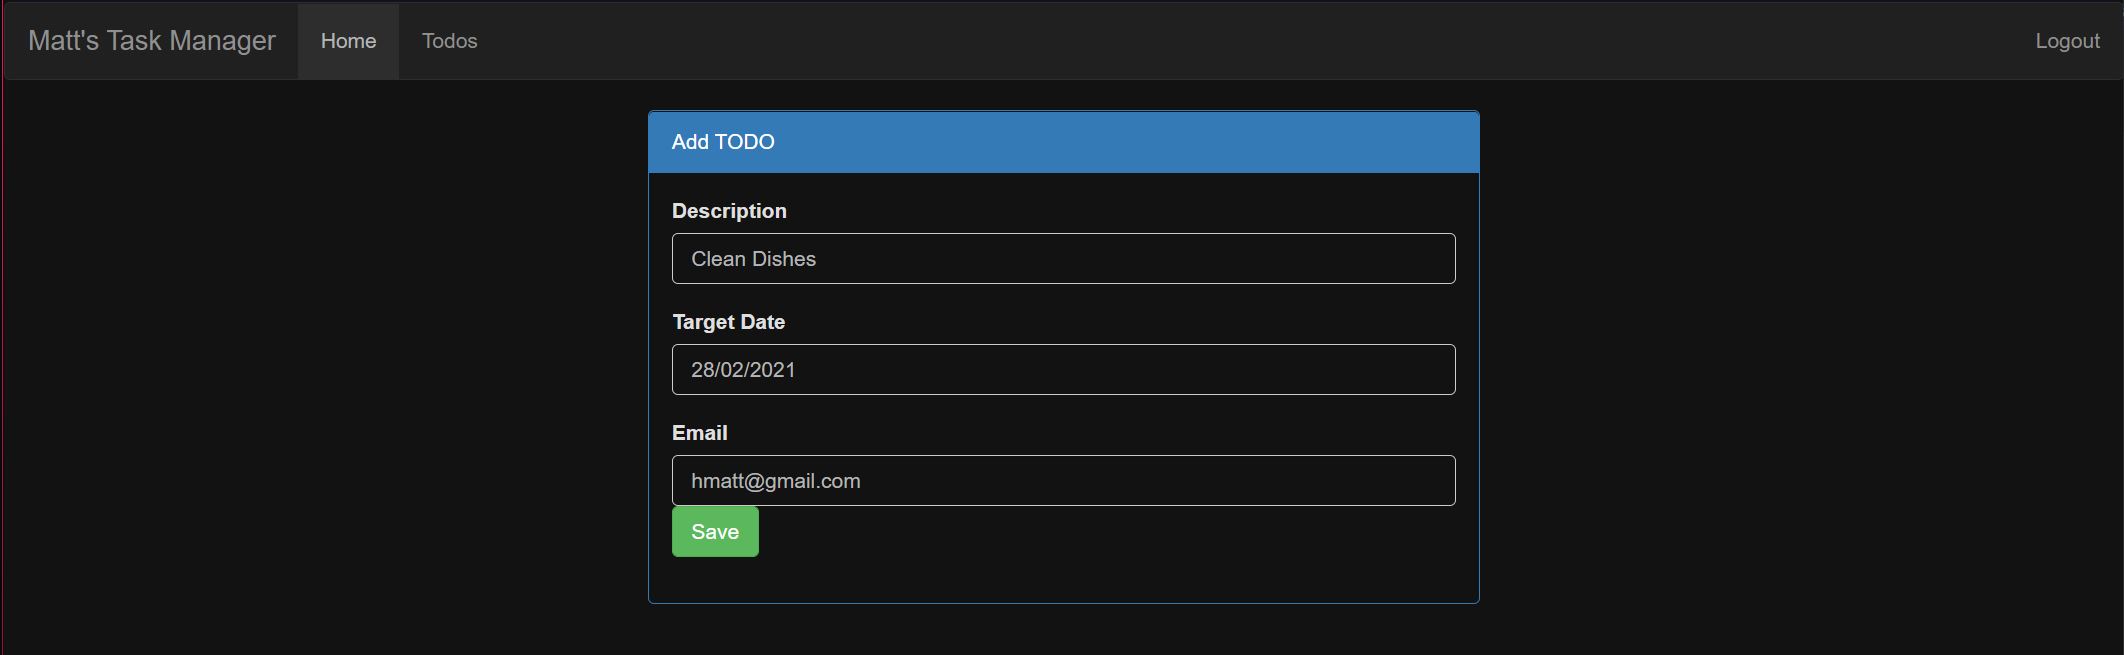 Matt's Task Manager Home Todos Logout
Add TODO
Description
Clean Dishes
Target Date
28/02/2021
Email
hmatt@gmail.com
Save